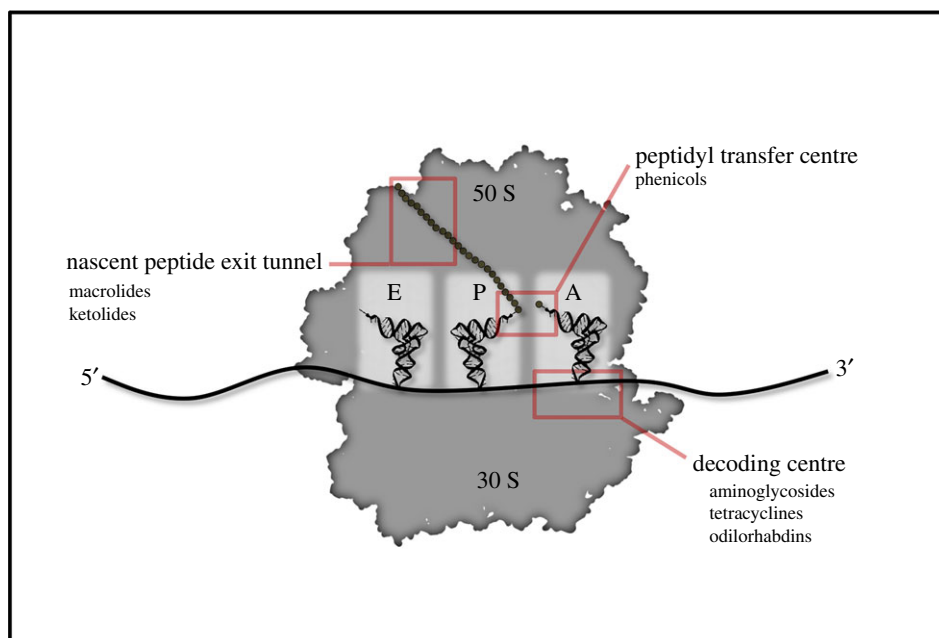 peptidyl transfer centre
phenicols
50 S
nascent peptide exit tunnel
macrolides
ketolides
E
P
A
5′
3′
decoding centre
aminoglycosides
tetracyclines
odilorhabdins
30 S